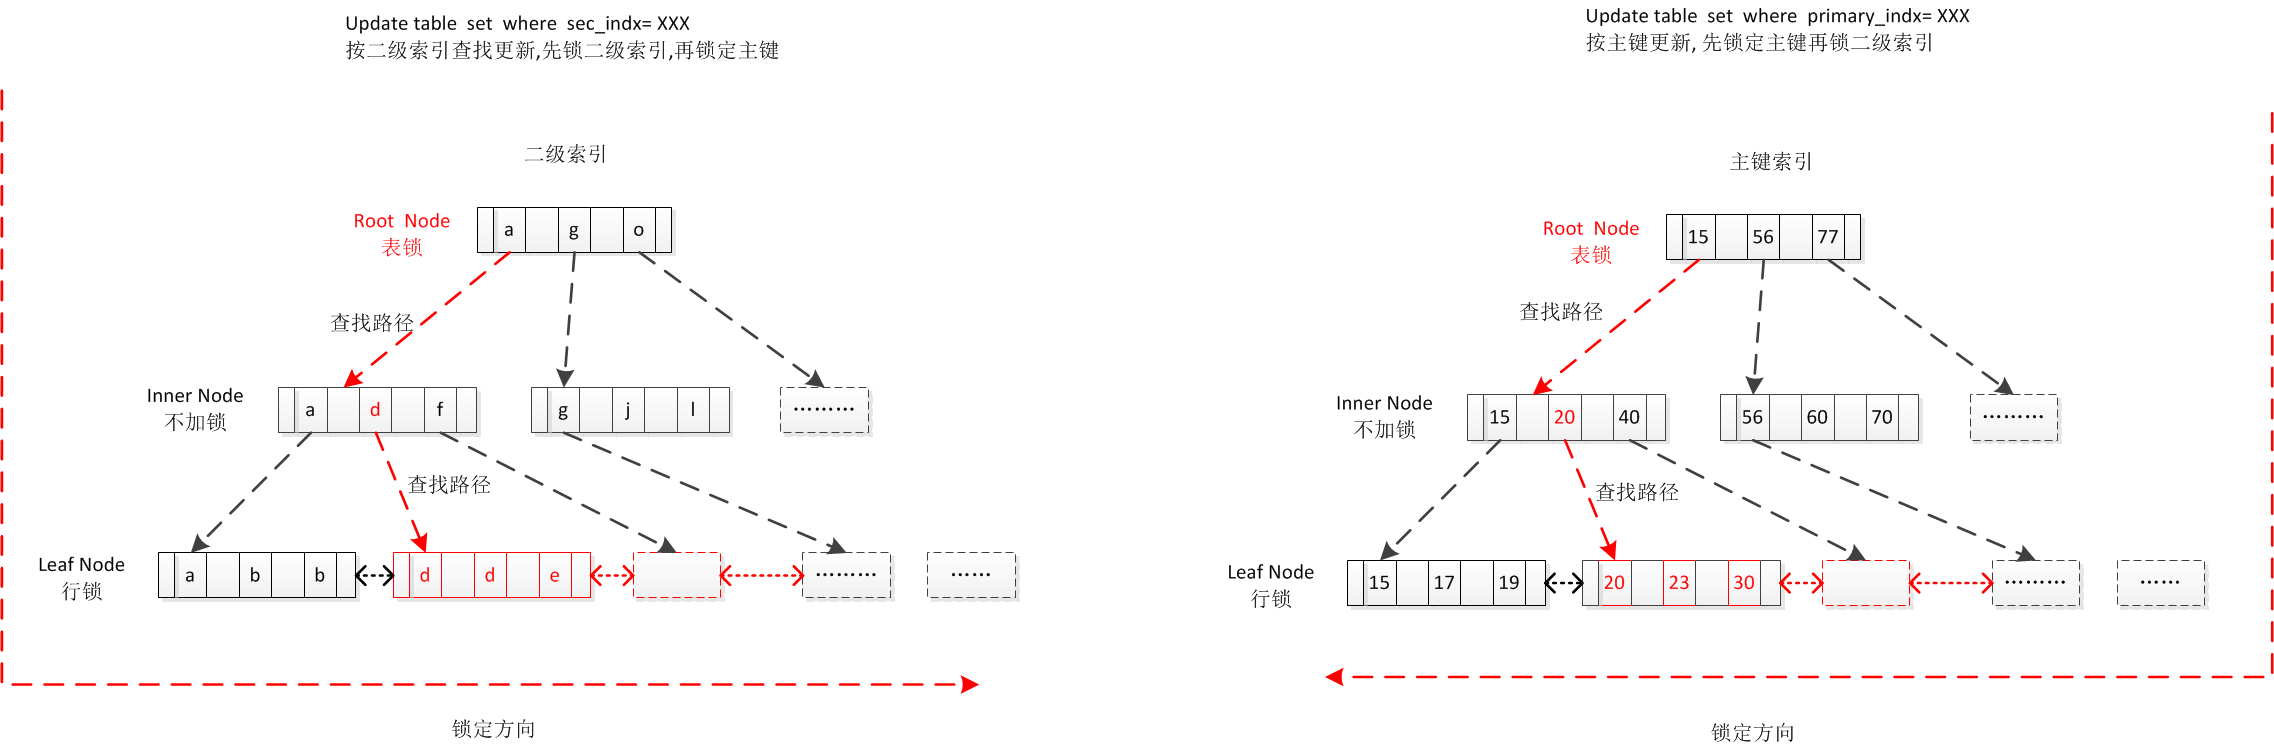 Update table set where sec_indx= XXX
按二级索引查找更新,先锁二级索引,再锁定主键
二级索引
Root Node
表锁
a g o
查找路径
Inner Node
不加锁
a d f
g j l
………
查找路径
Leaf Node
行锁
a b b
d d e
………
……
锁定方向
Update table set where primary_indx= XXX
按主键更新, 先锁定主键再锁二级索引
主键索引
Root Node
表锁
15 56 77
查找路径
Inner Node
不加锁
15 20 40
56 60 70
………
查找路径
Leaf Node
行锁
15 17 19
20 23 30
………
……
锁定方向